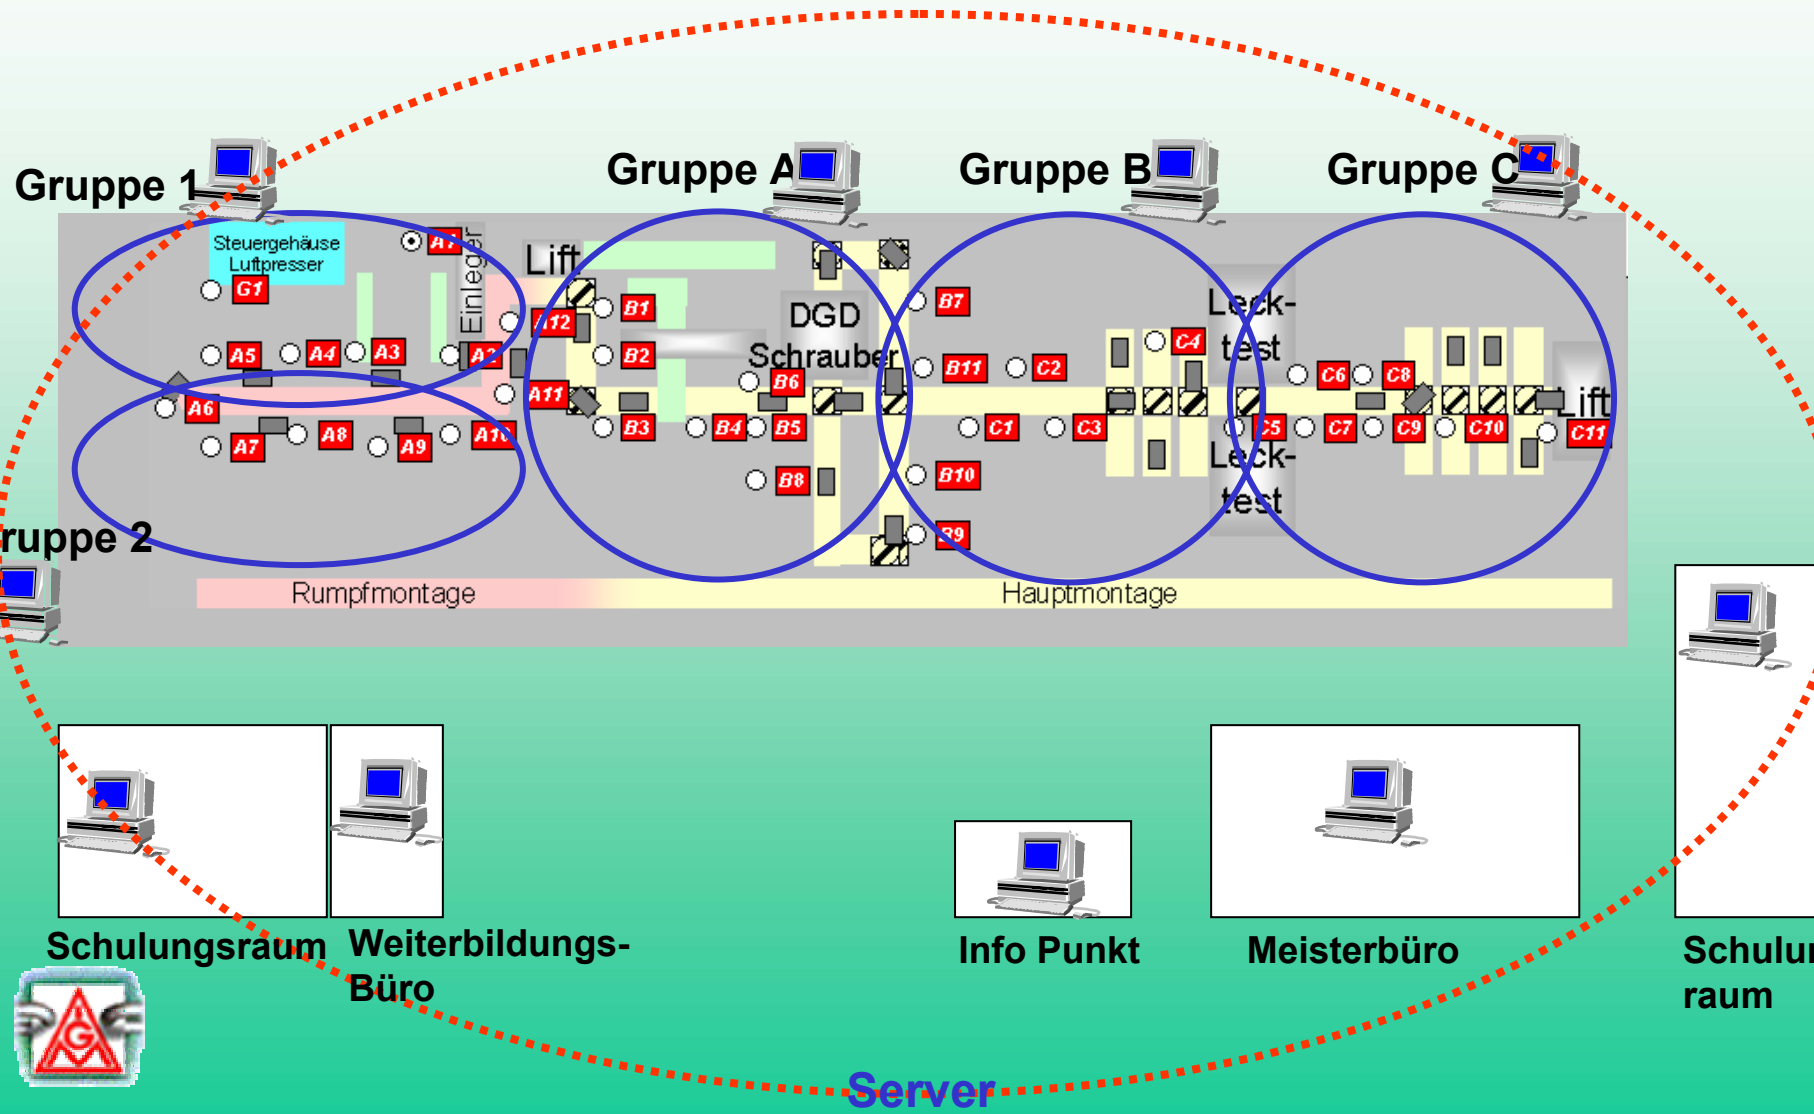 Gruppe 1
Gruppe A
Gruppe B
Gruppe C
Steuergehäuse
Luftpresser
A1
Einleger
Lift
G1
A5
A4
A3
A2
A12
A11
A6
A7
A8
A9
A10
B1
B2
B3
B4
B5
B6
B8
DGD
Schrauber
B7
B11
C2
C1
C3
B10
B9
C4
Leck-
test
C5
Leck-
test
C6
C8
C7
C9
C10
C11
Lift
ruppe 2
Rumpfmontage
Hauptmontage
Schulungsraum
Weiterbildungs-
Büro
Info Punkt
Meisterbüro
Schulu
raum
IGM
Server